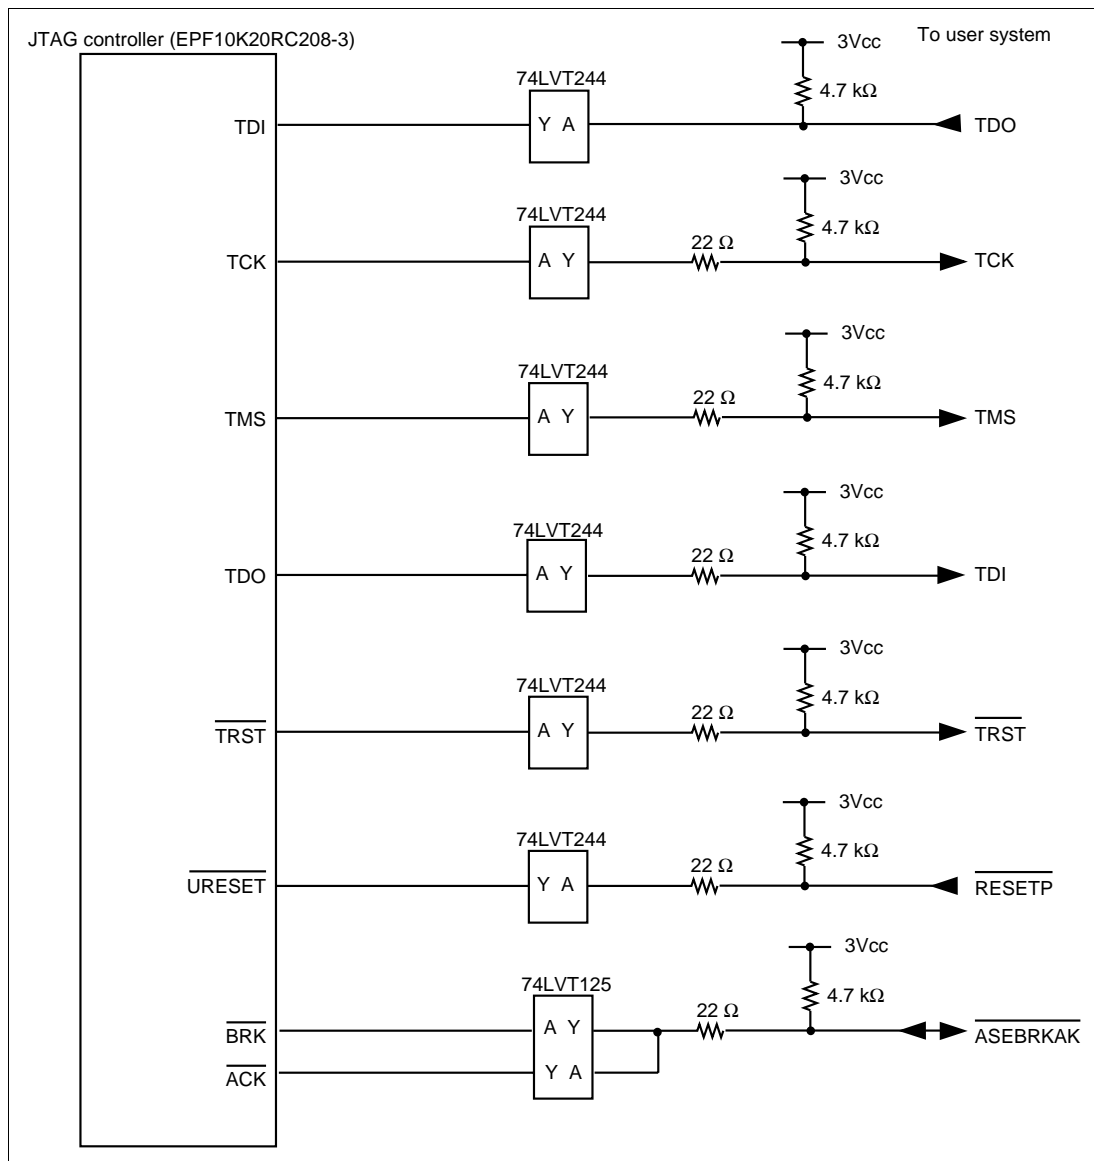 JTAG controller (EPF10K20RC208-3)
3Vcc
To user system
74LVT244
4.7 kΩ
TDI
Y A
TDO
3Vcc
74LVT244
4.7 kΩ
22 Ω
TCK
A Y
TCK
3Vcc
74LVT244
4.7 kΩ
22 Ω
TMS
A Y
TMS
3Vcc
74LVT244
4.7 kΩ
22 Ω
TDO
A Y
TDI
3Vcc
74LVT244
4.7 kΩ
22 Ω
TRST
A Y
TRST
3Vcc
74LVT244
4.7 kΩ
22 Ω
URESET
Y A
RESETP
3Vcc
74LVT125
4.7 kΩ
22 Ω
BRK
A Y
ASEBRKAK
ACK
Y A